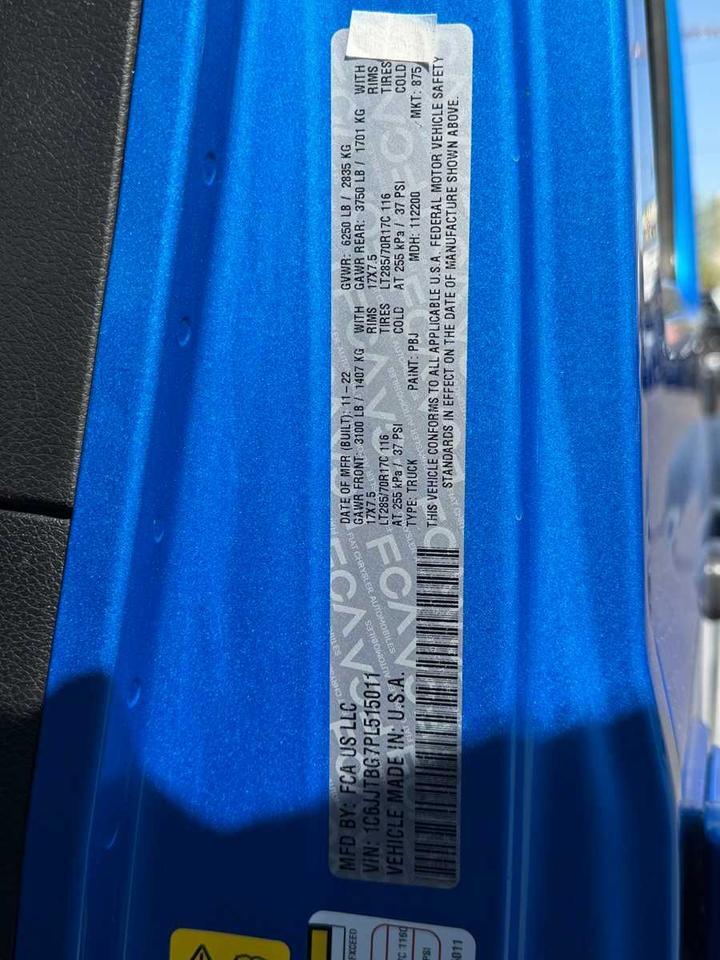 MFD BY: FCA US LLC
VIN: 1C6JJTBG7PL515011
VEHICLE MADE IN: U.S.A.
DATE OF MFR (BUILT): 11-22 GVWR: 6250 LB / 2835 KG
GAWR FRONT: 3100 LB / 1407 KG WITH GAWR REAR: 3750 LB / 1701 KG WITH
17X7.5 RIMS 17X7.5 RIMS
LT285/70R17C 116 TIRES LT285/70R17C 116 TIRES
AT 255 kPa / 37 PSI COLD AT 255 kPa / 37 PSI COLD
TYPE: TRUCK PAINT: PBJ MDH: 112200 MKT: 875
THIS VEHICLE CONFORMS TO ALL APPLICABLE U.S.A. FEDERAL MOTOR VEHICLE SAFETY
STANDARDS IN EFFECT ON THE DATE OF MANUFACTURE SHOWN ABOVE.
FCA